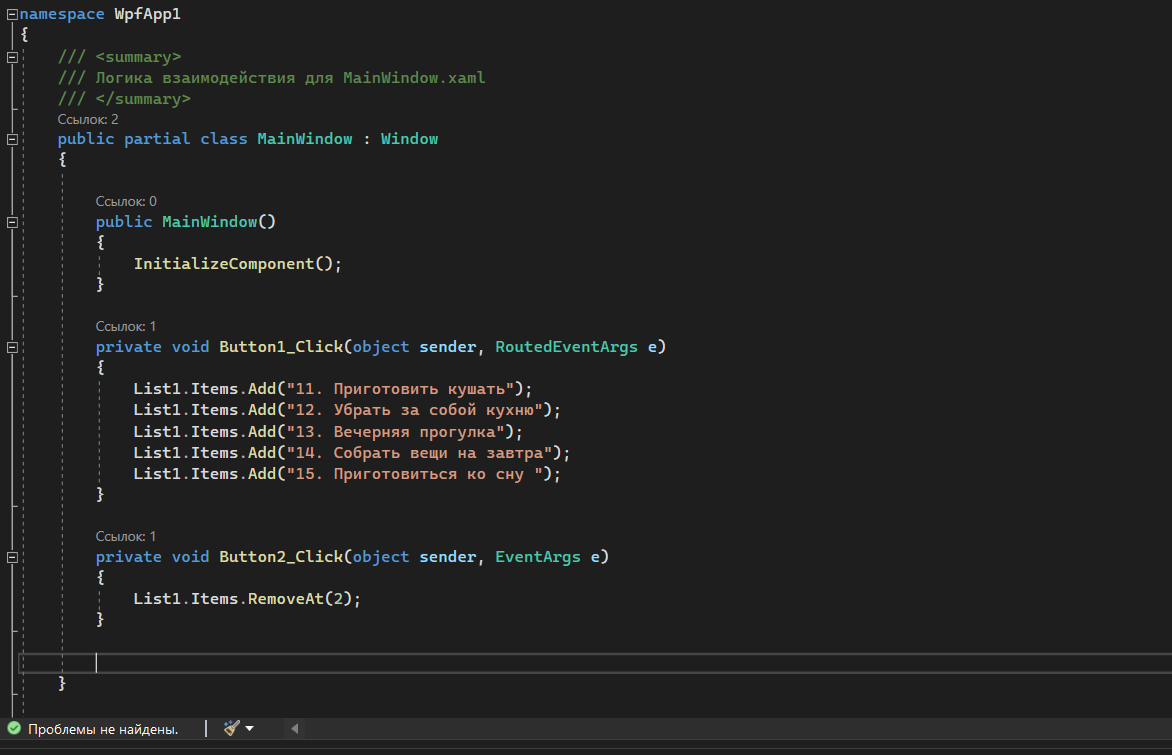 namespace WpfApp1
{
/// <summary>
/// Логика взаимодействия для MainWindow.xaml
/// </summary>
Ссылок: 2
public partial class MainWindow : Window
{
Ссылок: 0
public MainWindow()
{
InitializeComponent();
}
Ссылок: 1
private void Button1_Click(object sender, RoutedEventArgs e)
{
List1.Items.Add("11. Приготовить кушать");
List1.Items.Add("12. Убрать за собой кухню");
List1.Items.Add("13. Вечерняя прогулка");
List1.Items.Add("14. Собрать вещи на завтра");
List1.Items.Add("15. Приготовиться ко сну ");
}
Ссылок: 1
private void Button2_Click(object sender, EventArgs e)
{
List1.Items.RemoveAt(2);
}
}
Проблемы не найдены.